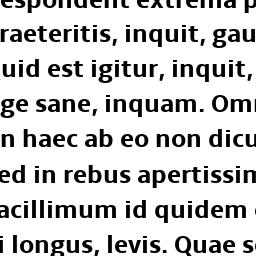 espondent extrema p
raeteritis, inquit, gau
uid est igitur, inquit,
ge sane, inquam. Omn
n haec ab eo non dicu
ed in rebus apertissim
acillimum id quidem
i longus, levis. Quae s